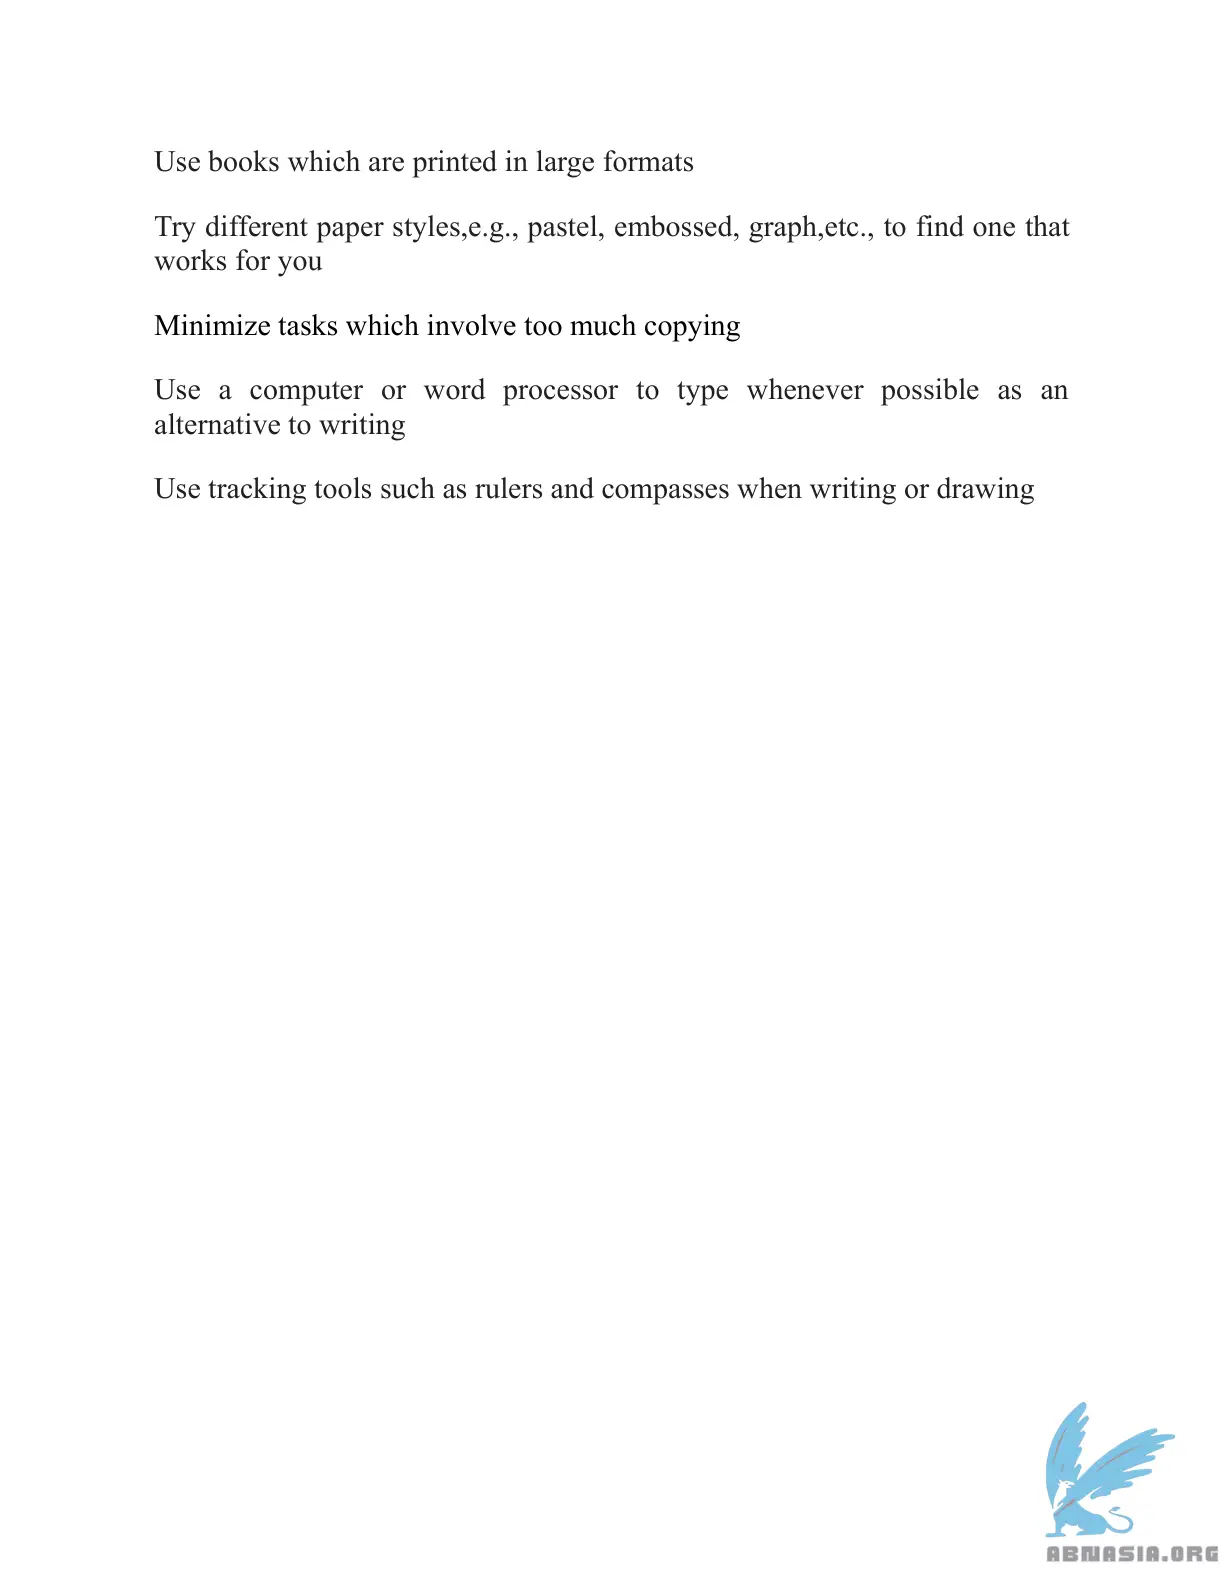 Use books which are printed in large formats
Try different paper styles,e.g., pastel, embossed, graph,etc., to find one that
works for you
Minimize tasks which involve too much copying
Use a computer or word processor to type whenever possible as an
alternative to writing
Use tracking tools such as rulers and compasses when writing or drawing
ABNASIA.ORG